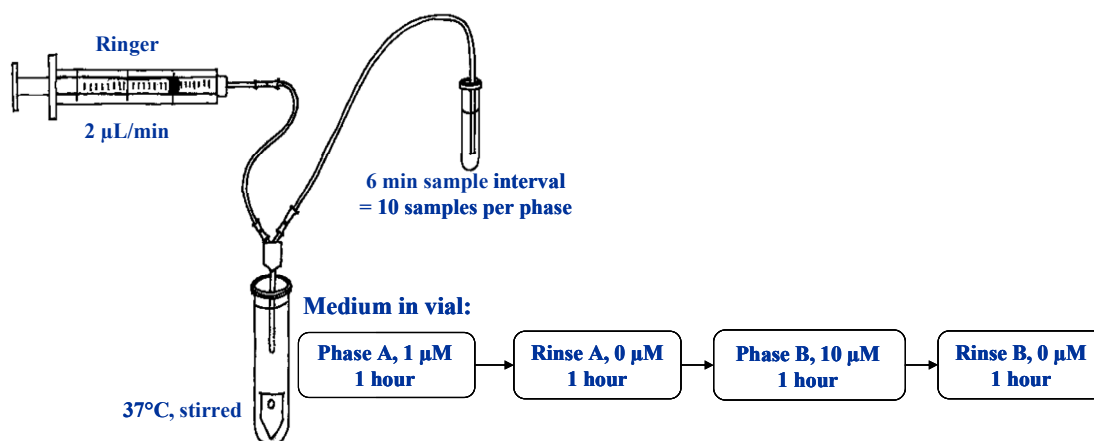 Ringer
2 µL/min
6 min sample interval
= 10 samples per phase
Medium in vial:
Phase A, 1 µM
1 hour
Rinse A, 0 µM
1 hour
Phase B, 10 µM
1 hour
Rinse B, 0 µM
1 hour
37°C, stirred